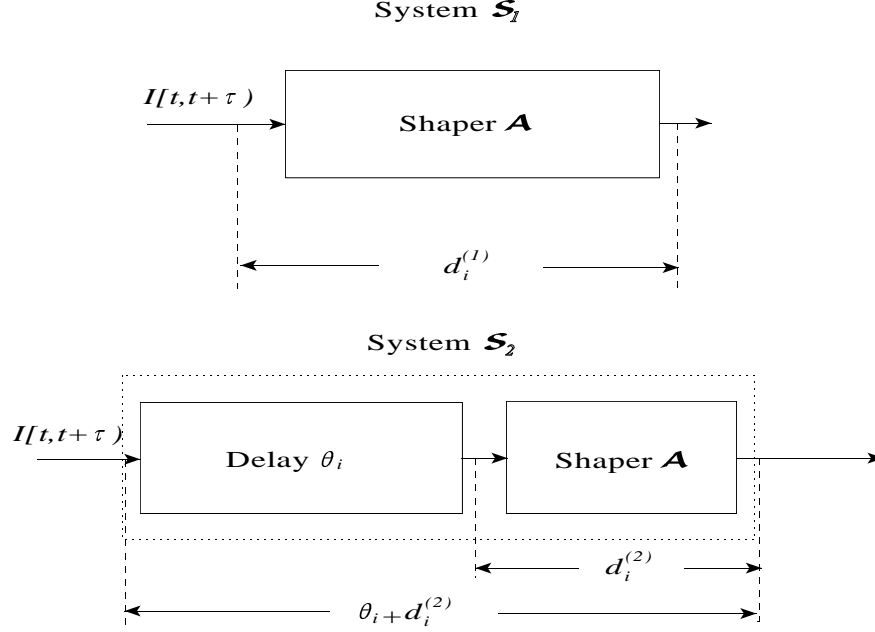 System S₁
I[t,t+τ)
Shaper A
d_i^(1)
System S₂
I[t,t+τ)
Delay θ_i
Shaper A
d_i^(2)
θ_i+d_i^(2)